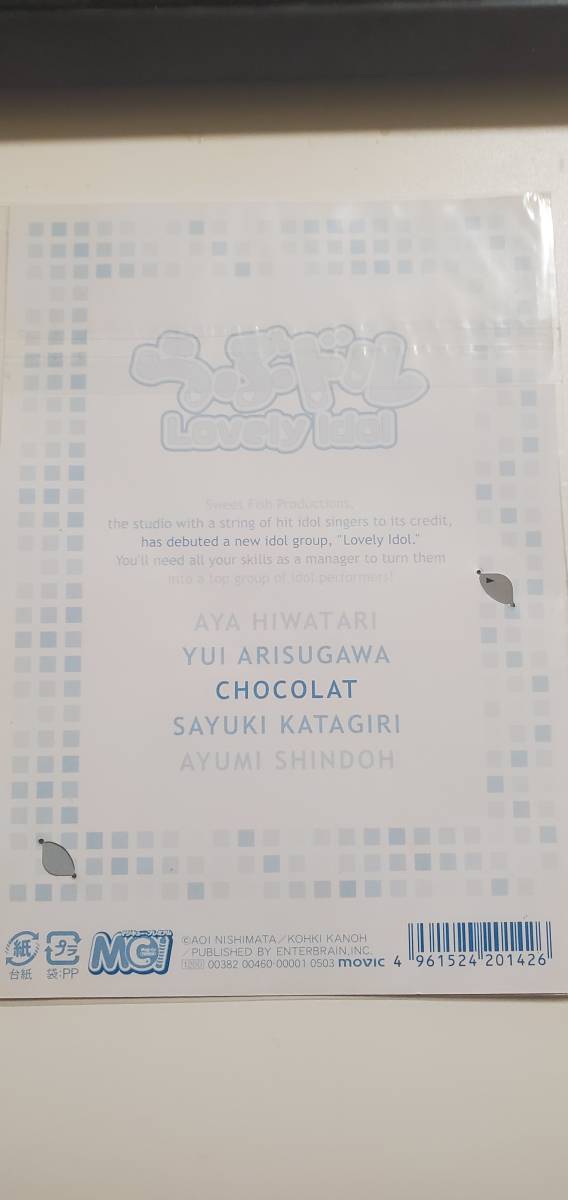 らぶドル
Lovely Idol
Sweet Fish Productions,
the studio with a string of hit idol singers to its credit,
has debuted a new idol group, "Lovely Idol."
You'll need all your skills as a manager to turn them
into a top group of idol performers!
AYA HIWATARI
YUI ARISUGAWA
CHOCOLAT
SAYUKI KATAGIRI
AYUMI SHINDOH
紙
台紙
プラ
袋:PP
MGi
©AOI NISHIMATA／KOHKI KANOH
／PUBLISHED BY ENTERBRAIN,INC.
1200 00382 00460-00001 0503 movic
4 961524 201426